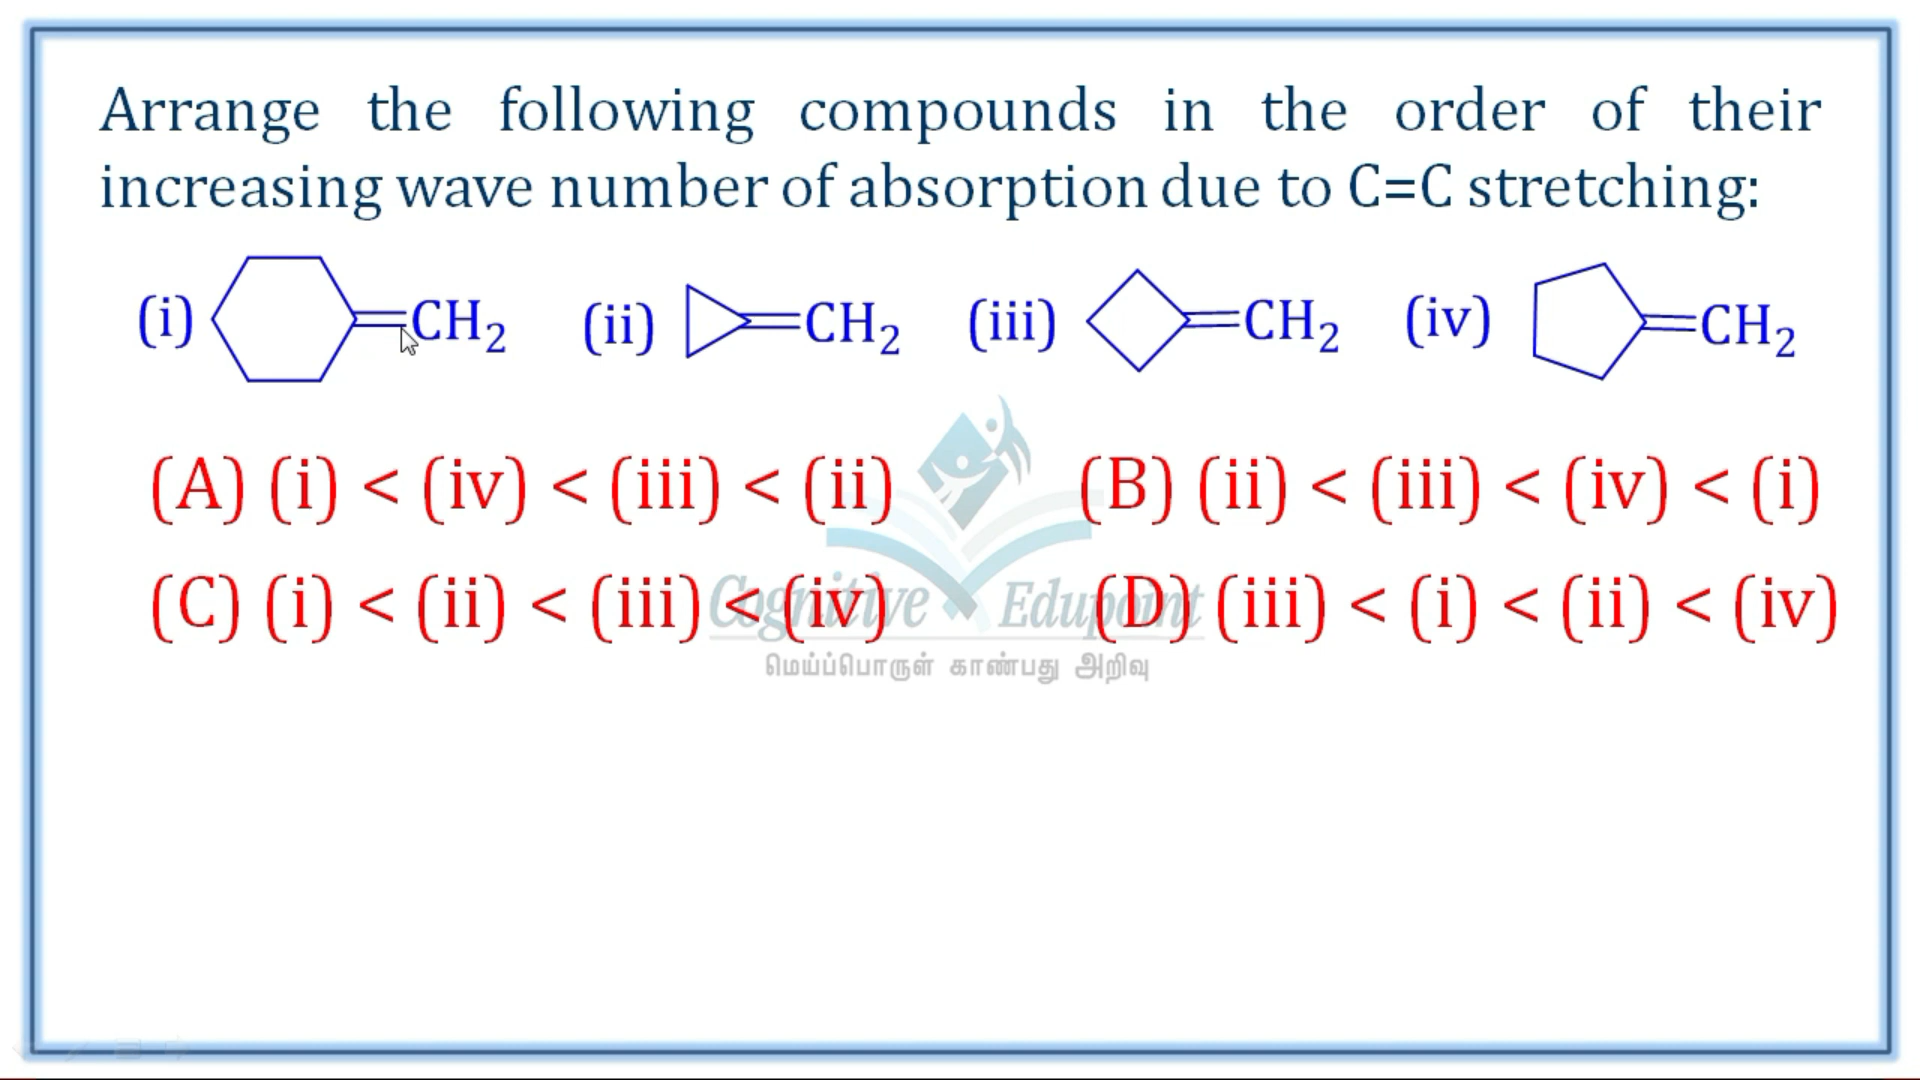 Arrange the following compounds in the order of their
increasing wave number of absorption due to C=C stretching:
(i) =CH₂ (ii) =CH₂ (iii) =CH₂ (iv) =CH₂
(A) (i) < (iv) < (iii) < (ii) (B) (ii) < (iii) < (iv) < (i)
(C) (i) < (ii) < (iii) < (iv) (D) (iii) < (i) < (ii) < (iv)
Cognitive Edupoint
மெய்ப்பொருள் காண்பது அறிவு